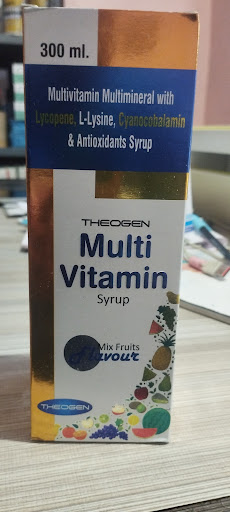 300 ml.
Multivitamin Multimineral with
Lycopene, L-Lysine, Cyanocobalamin
& Antioxidants Syrup
THEOGEN
Multi
Vitamin
Syrup
Mix Fruits
Flavour
THEOGEN